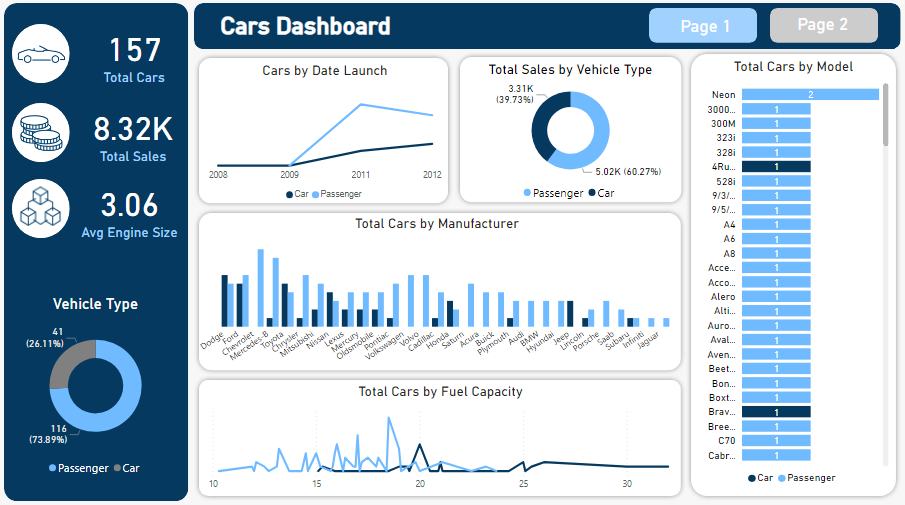 Cars Dashboard
Page 1
Page 2
157
Total Cars
8.32K
Total Sales
3.06
Avg Engine Size
Vehicle Type
41
(26.11%)
116
(73.89%)
Passenger Car
Cars by Date Launch
2008 2009 2011 2012
Car Passenger
Total Sales by Vehicle Type
3.31K
(39.73%)
5.02K (60.27%)
Passenger Car
Total Cars by Manufacturer
Dodge Ford Chevrolet Mercedes-B Toyota Chrysler Mitsubishi Nissan Lexus Mercury Oldsmobile Pontiac Volkswagen Volvo Cadillac Honda Saturn Acura Buick Plymouth Audi BMW Hyundai Jeep Lincoln Porsche Saab Subaru Infiniti Jaguar
Total Cars by Fuel Capacity
10 15 20 25 30
Total Cars by Model
Neon 2
3000... 1
300M 1
323i 1
328i 1
4Ru... 1
528i 1
9/3/... 1
9/5/... 1
A4 1
A6 1
A8 1
Acce... 1
Acco... 1
Alero 1
Alti... 1
Auro... 1
Aval... 1
Aven... 1
Beet... 1
Bon... 1
Boxt... 1
Brav... 1
Bree... 1
C70 1
Cabr... 1
Car Passenger